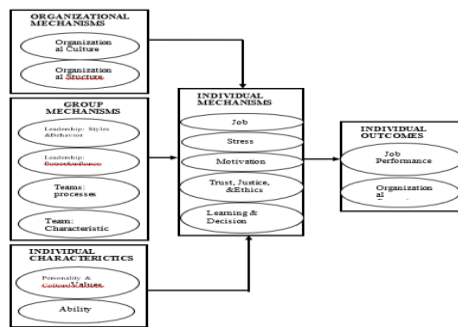 ORGANIZATIONAL
MECHANISMS
Organization
al Culture
Organization
al Structure
GROUP
MECHANISMS
Leadership: Styles
&Behavior
Leadership:
Teams:
processes
Team:
Characteristic
INDIVIDUAL
CHARACTERICTICS
Personality &
Cultural Values
Ability
INDIVIDUAL
MECHANISMS
Job
Stress
Motivation
Trust, Justice,
&Ethics
Learning &
Decision
INDIVIDUAL
OUTCOMES
Job
Performance
Organization
al